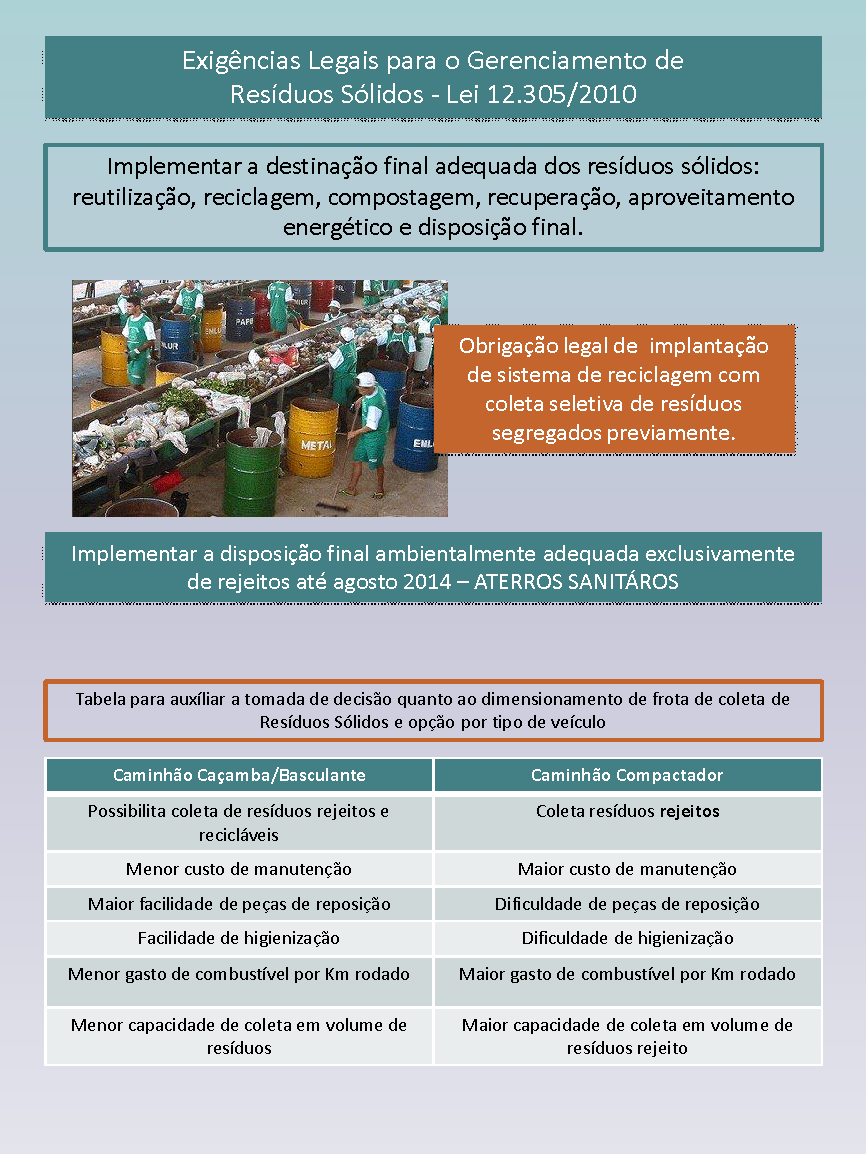 Exigências Legais para o Gerenciamento de
Resíduos Sólidos - Lei 12.305/2010
Implementar a destinação final adequada dos resíduos sólidos:
reutilização, reciclagem, compostagem, recuperação, aproveitamento
energético e disposição final.
PAPE
EMLUR
METAL
EML
Obrigação legal de implantação
de sistema de reciclagem com
coleta seletiva de resíduos
segregados previamente.
Implementar a disposição final ambientalmente adequada exclusivamente
de rejeitos até agosto 2014 – ATERROS SANITÁROS
Tabela para auxíliar a tomada de decisão quanto ao dimensionamento de frota de coleta de
Resíduos Sólidos e opção por tipo de veículo
Caminhão Caçamba/Basculante
Caminhão Compactador
Possibilita coleta de resíduos rejeitos e
recicláveis
Coleta resíduos rejeitos
Menor custo de manutenção
Maior custo de manutenção
Maior facilidade de peças de reposição
Dificuldade de peças de reposição
Facilidade de higienização
Dificuldade de higienização
Menor gasto de combustível por Km rodado
Maior gasto de combustível por Km rodado
Menor capacidade de coleta em volume de
resíduos
Maior capacidade de coleta em volume de
resíduos rejeito